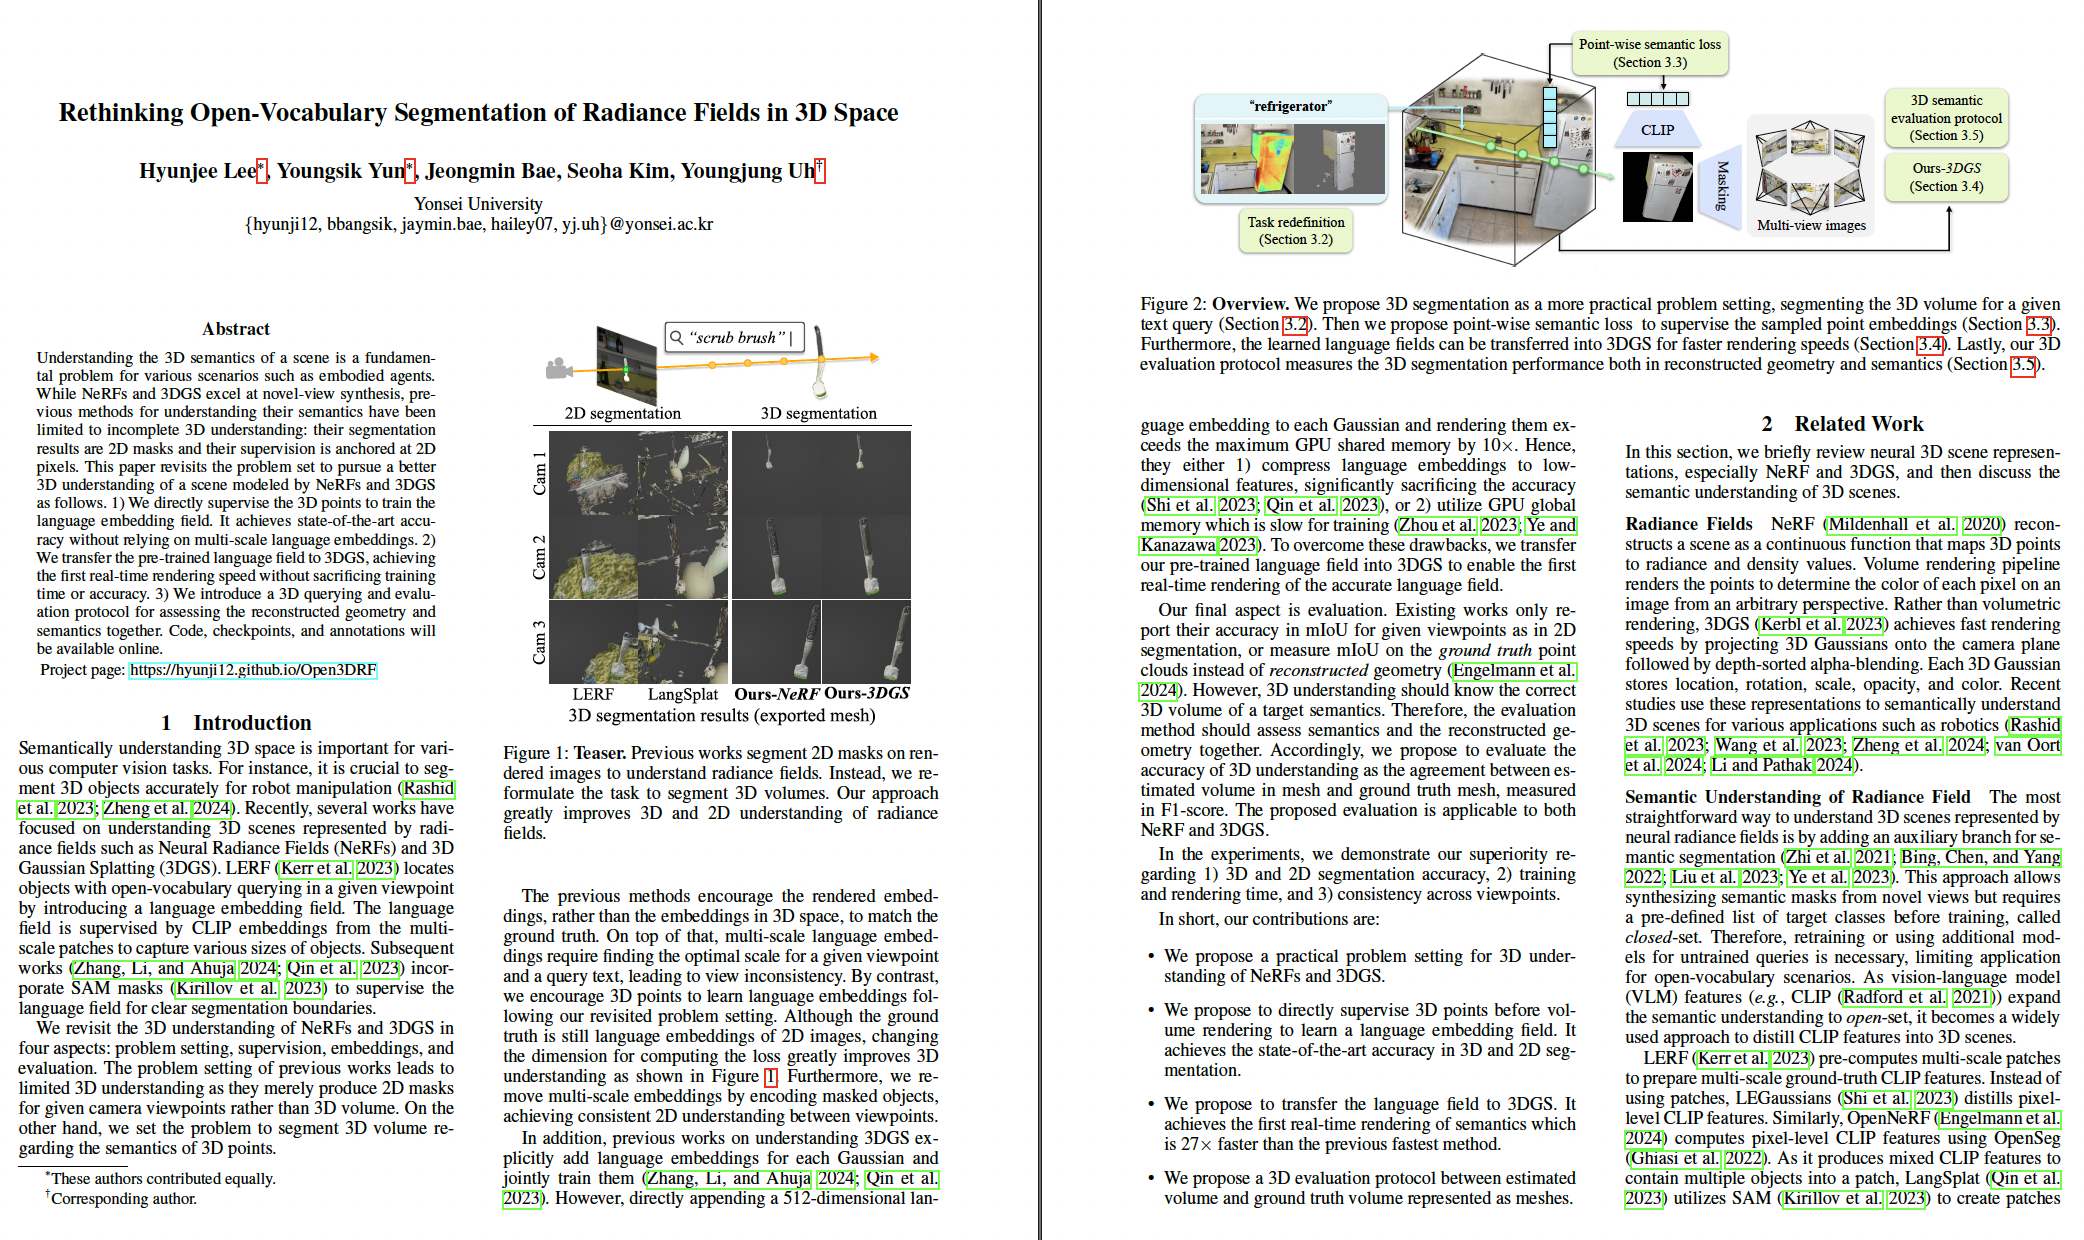 Rethinking Open-Vocabulary Segmentation of Radiance Fields in 3D Space
Hyunjee Lee*, Youngsik Yun*, Jeongmin Bae, Seoha Kim, Youngjung Uh†
Yonsei University
{hyunji12, bbangsik, jaymin.bae, hailey07, yj.uh}@yonsei.ac.kr
Abstract
Understanding the 3D semantics of a scene is a fundamen-
tal problem for various scenarios such as embodied agents.
While NeRFs and 3DGS excel at novel-view synthesis, pre-
vious methods for understanding their semantics have been
limited to incomplete 3D understanding: their segmentation
results are 2D masks and their supervision is anchored at 2D
pixels. This paper revisits the problem set to pursue a better
3D understanding of a scene modeled by NeRFs and 3DGS
as follows. 1) We directly supervise the 3D points to train the
language embedding field. It achieves state-of-the-art accu-
racy without relying on multi-scale language embeddings. 2)
We transfer the pre-trained language field to 3DGS, achieving
the first real-time rendering speed without sacrificing training
time or accuracy. 3) We introduce a 3D querying and evalu-
ation protocol for assessing the reconstructed geometry and
semantics together. Code, checkpoints, and annotations will
be available online.
Project page: https://hyunji12.github.io/Open3DRF
1 Introduction
Semantically understanding 3D space is important for vari-
ous computer vision tasks. For instance, it is crucial to seg-
ment 3D objects accurately for robot manipulation (Rashid
et al. 2023; Zheng et al. 2024). Recently, several works have
focused on understanding 3D scenes represented by radi-
ance fields such as Neural Radiance Fields (NeRFs) and 3D
Gaussian Splatting (3DGS). LERF (Kerr et al. 2023) locates
objects with open-vocabulary querying in a given viewpoint
by introducing a language embedding field. The language
field is supervised by CLIP embeddings from the multi-
scale patches to capture various sizes of objects. Subsequent
works (Zhang, Li, and Ahuja 2024; Qin et al. 2023) incor-
porate SAM masks (Kirillov et al. 2023) to supervise the
language field for clear segmentation boundaries.
We revisit the 3D understanding of NeRFs and 3DGS in
four aspects: problem setting, supervision, embeddings, and
evaluation. The problem setting of previous works leads to
limited 3D understanding as they merely produce 2D masks
for given camera viewpoints rather than 3D volume. On the
other hand, we set the problem to segment 3D volume re-
garding the semantics of 3D points.
*These authors contributed equally.
†Corresponding author.
"scrub brush" |
2D segmentation
3D segmentation
Cam 1
Cam 2
Cam 3
LERF LangSplat Ours-NeRF Ours-3DGS
3D segmentation results (exported mesh)
Figure 1: Teaser. Previous works segment 2D masks on ren-
dered images to understand radiance fields. Instead, we re-
formulate the task to segment 3D volumes. Our approach
greatly improves 3D and 2D understanding of radiance
fields.
The previous methods encourage the rendered embed-
dings, rather than the embeddings in 3D space, to match the
ground truth. On top of that, multi-scale language embed-
dings require finding the optimal scale for a given viewpoint
and a query text, leading to view inconsistency. By contrast,
we encourage 3D points to learn language embeddings fol-
lowing our revisited problem setting. Although the ground
truth is still language embeddings of 2D images, changing
the dimension for computing the loss greatly improves 3D
understanding as shown in Figure 1. Furthermore, we re-
move multi-scale embeddings by encoding masked objects,
achieving consistent 2D understanding between viewpoints.
In addition, previous works on understanding 3DGS ex-
plicitly add language embeddings for each Gaussian and
jointly train them (Zhang, Li, and Ahuja 2024; Qin et al.
2023). However, directly appending a 512-dimensional lan-
"refrigerator"
Task redefinition
(Section 3.2)
Point-wise semantic loss
(Section 3.3)
CLIP
Masking
Multi-view images
3D semantic
evaluation protocol
(Section 3.5)
Ours-3DGS
(Section 3.4)
Figure 2: Overview. We propose 3D segmentation as a more practical problem setting, segmenting the 3D volume for a given
text query (Section 3.2). Then we propose point-wise semantic loss to supervise the sampled point embeddings (Section 3.3).
Furthermore, the learned language fields can be transferred into 3DGS for faster rendering speeds (Section 3.4). Lastly, our 3D
evaluation protocol measures the 3D segmentation performance both in reconstructed geometry and semantics (Section 3.5).
guage embedding to each Gaussian and rendering them ex-
ceeds the maximum GPU shared memory by 10×. Hence,
they either 1) compress language embeddings to low-
dimensional features, significantly sacrificing the accuracy
(Shi et al. 2023; Qin et al. 2023), or 2) utilize GPU global
memory which is slow for training (Zhou et al. 2023; Ye and
Kanazawa 2023). To overcome these drawbacks, we transfer
our pre-trained language field into 3DGS to enable the first
real-time rendering of the accurate language field.
Our final aspect is evaluation. Existing works only re-
port their accuracy in mIoU for given viewpoints as in 2D
segmentation, or measure mIoU on the ground truth point
clouds instead of reconstructed geometry (Engelmann et al.
2024). However, 3D understanding should know the correct
3D volume of a target semantics. Therefore, the evaluation
method should assess semantics and the reconstructed ge-
ometry together. Accordingly, we propose to evaluate the
accuracy of 3D understanding as the agreement between es-
timated volume in mesh and ground truth mesh, measured
in F1-score. The proposed evaluation is applicable to both
NeRF and 3DGS.
In the experiments, we demonstrate our superiority re-
garding 1) 3D and 2D segmentation accuracy, 2) training
and rendering time, and 3) consistency across viewpoints.
In short, our contributions are:
• We propose a practical problem setting for 3D under-
standing of NeRFs and 3DGS.
• We propose to directly supervise 3D points before vol-
ume rendering to learn a language embedding field. It
achieves the state-of-the-art accuracy in 3D and 2D seg-
mentation.
• We propose to transfer the language field to 3DGS. It
achieves the first real-time rendering of semantics which
is 27× faster than the previous fastest method.
• We propose a 3D evaluation protocol between estimated
volume and ground truth volume represented as meshes.
2 Related Work
In this section, we briefly review neural 3D scene represen-
tations, especially NeRF and 3DGS, and then discuss the
semantic understanding of 3D scenes.
Radiance Fields NeRF (Mildenhall et al. 2020) recon-
structs a scene as a continuous function that maps 3D points
to radiance and density values. Volume rendering pipeline
renders the points to determine the color of each pixel on an
image from an arbitrary perspective. Rather than volumetric
rendering, 3DGS (Kerbl et al. 2023) achieves fast rendering
speeds by projecting 3D Gaussians onto the camera plane
followed by depth-sorted alpha-blending. Each 3D Gaussian
stores location, rotation, scale, opacity, and color. Recent
studies use these representations to semantically understand
3D scenes for various applications such as robotics (Rashid
et al. 2023; Wang et al. 2023; Zheng et al. 2024; van Oort
et al. 2024; Li and Pathak 2024).
Semantic Understanding of Radiance Field The most
straightforward way to understand 3D scenes represented by
neural radiance fields is by adding an auxiliary branch for se-
mantic segmentation (Zhi et al. 2021; Bing, Chen, and Yang
2022; Liu et al. 2023; Ye et al. 2023). This approach allows
synthesizing semantic masks from novel views but requires
a pre-defined list of target classes before training, called
closed-set. Therefore, retraining or using additional mod-
els for untrained queries is necessary, limiting application
for open-vocabulary scenarios. As vision-language model
(VLM) features (e.g., CLIP (Radford et al. 2021)) expand
the semantic understanding to open-set, it becomes a widely
used approach to distill CLIP features into 3D scenes.
LERF (Kerr et al. 2023) pre-computes multi-scale patches
to prepare multi-scale ground-truth CLIP features. Instead of
using patches, LEGaussians (Shi et al. 2023) distills pixel-
level CLIP features. Similarly, OpenNeRF (Engelmann et al.
2024) computes pixel-level CLIP features using OpenSeg
(Ghiasi et al. 2022). As it produces mixed CLIP features to
contain multiple objects into a patch, LangSplat (Qin et al.
2023) utilizes SAM (Kirillov et al. 2023) to create patches